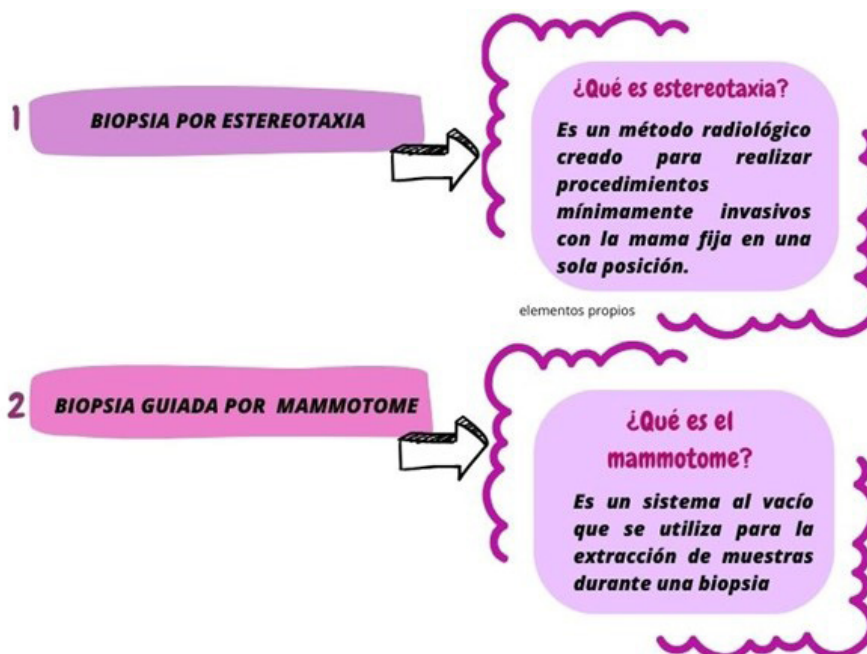 1
BIOPSIA POR ESTEREOTAXIA
¿Qué es estereotaxia?
Es un método radiológico
creado para realizar
procedimientos
mínimamente invasivos
con la mama fija en una
sola posición.
elementos propios
2
BIOPSIA GUIADA POR MAMMOTOME
¿Qué es el
mammotome?
Es un sistema al vacío
que se utiliza para la
extracción de muestras
durante una biopsia